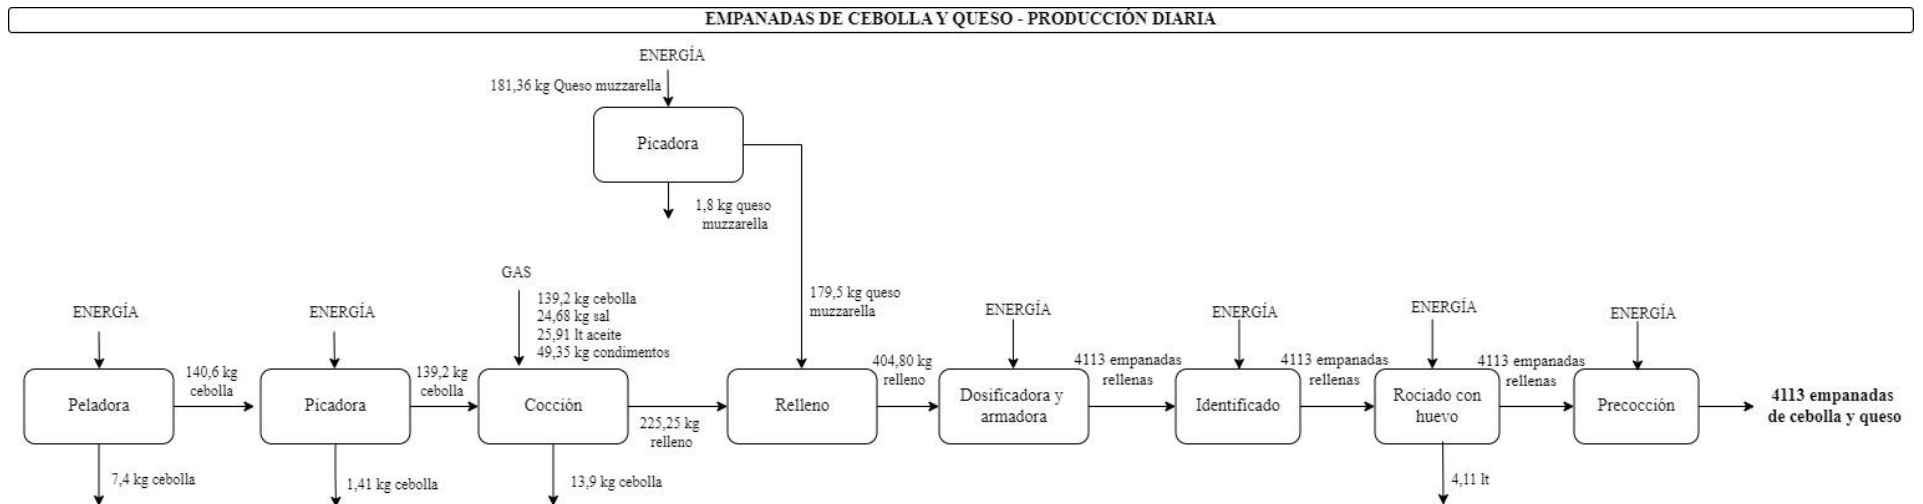 EMPANADAS DE CEBOLLA Y QUESO - PRODUCCIÓN DIARIA
ENERGÍA
181,36 kg Queso muzzarella
Picadora
1,8 kg queso
muzzarella
179,5 kg queso
muzzarella
ENERGÍA
Peladora
7,4 kg cebolla
140,6 kg
cebolla
ENERGÍA
Picadora
1,41 kg cebolla
139,2 kg
cebolla
GAS
139,2 kg cebolla
24,68 kg sal
25,91 lt aceite
49,35 kg condimentos
Cocción
13,9 kg cebolla
225,25 kg
relleno
Relleno
404,80 kg
relleno
ENERGÍA
Dosificadora y
armadora
4113 empanadas
rellenas
ENERGÍA
Identificado
4113 empanadas
rellenas
ENERGÍA
Rociado con
huevo
4,11 lt
4113 empanadas
rellenas
ENERGÍA
Precocción
4113 empanadas
de cebolla y queso